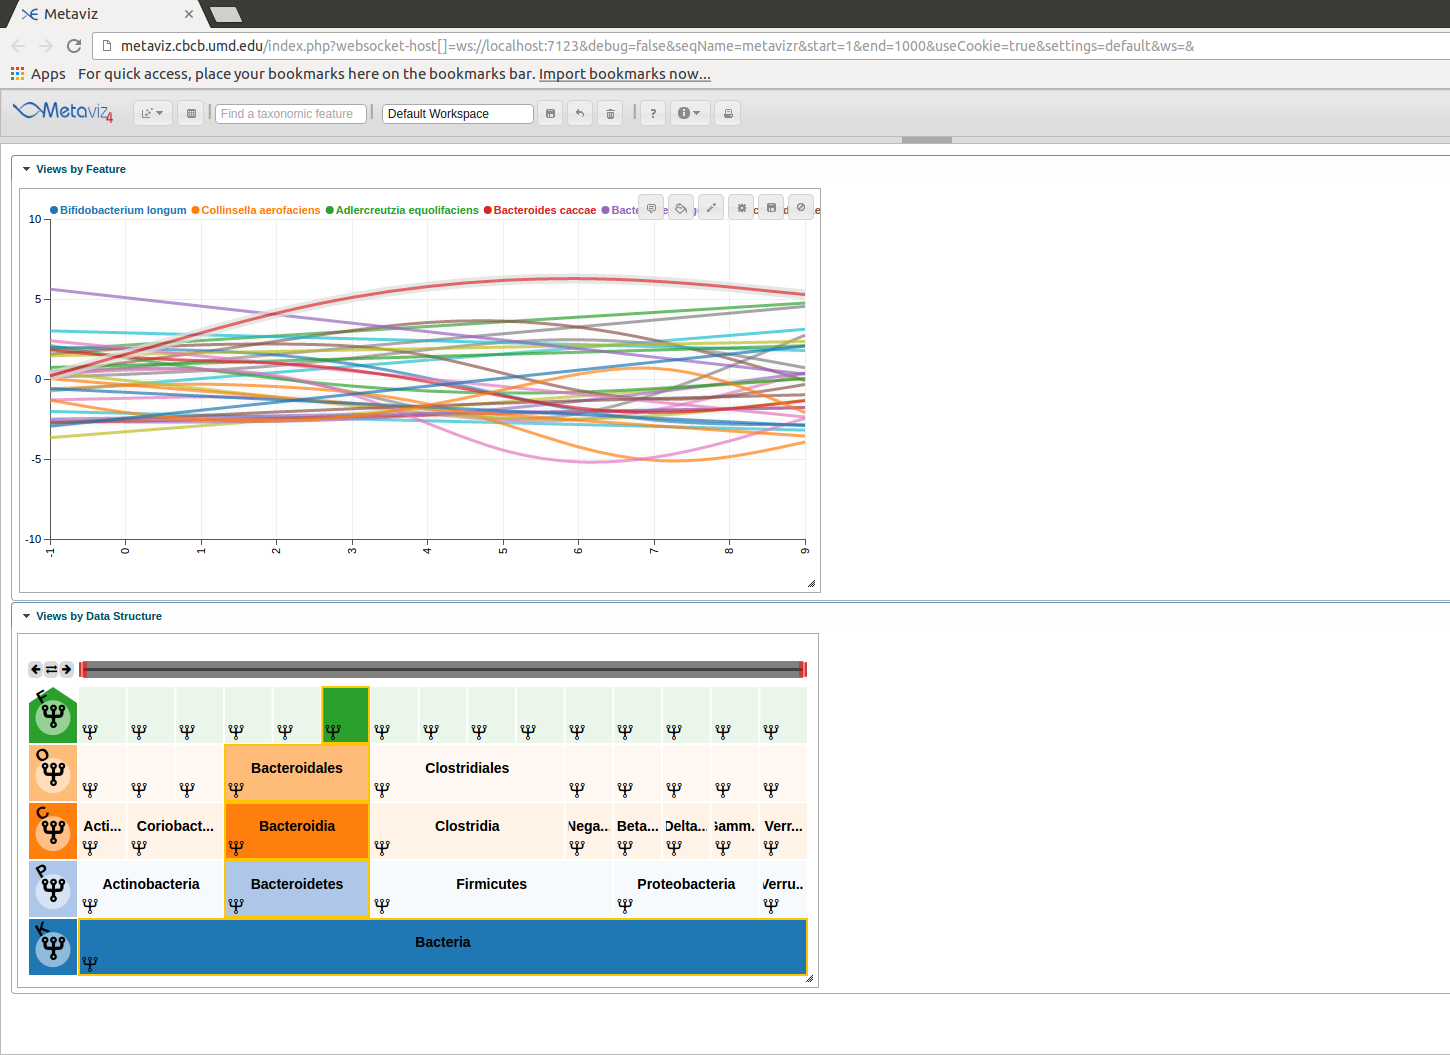 Metaviz
metaviz.cbcb.umd.edu/index.php?websocket-host[]=ws://localhost:7123&debug=false&seqName=metavizr&start=1&end=1000&useCookie=true&settings=default&ws=&
Apps For quick access, place your bookmarks here on the bookmarks bar. Import bookmarks now...
Metaviz4 Find a taxonomic feature Default Workspace ?
Views by Feature
Bifidobacterium longum Collinsella aerofaciens Adlercreutzia equolifaciens Bacteroides caccae
10
5
0
-5
-10
-1 0 1 2 3 4 5 6 7 8 9
Views by Data Structure
F
O Bacteroidales Clostridiales
C Acti... Coriobact... Bacteroidia Clostridia Nega... Beta... Delta... Gamm. Verr...
P Actinobacteria Bacteroidetes Firmicutes Proteobacteria Verru..
K Bacteria